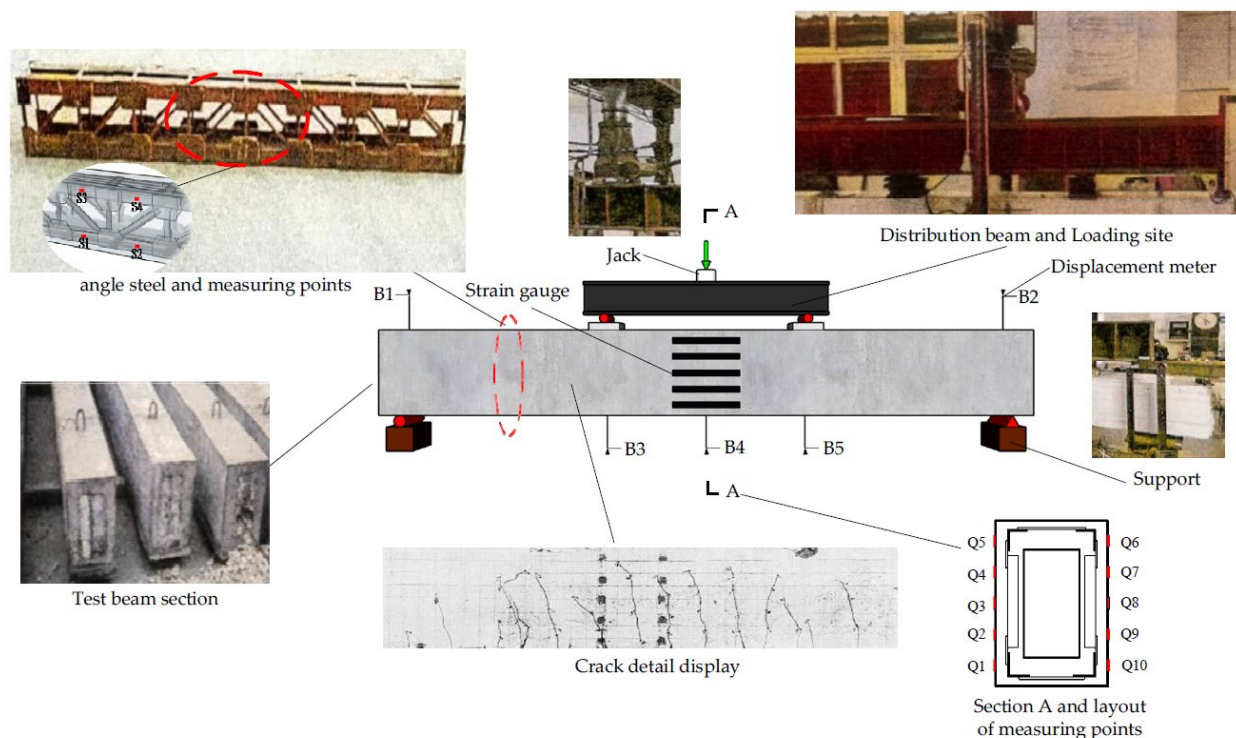 S3
S4
S1
S2
angle steel and measuring points
A
Distribution beam and Loading site
Jack
Displacement meter
Strain gauge
B1
B2
B3
B4
B5
A
Support
Test beam section
Crack detail display
Q5
Q6
Q4
Q7
Q3
Q8
Q2
Q9
Q1
Q10
Section A and layout
of measuring points